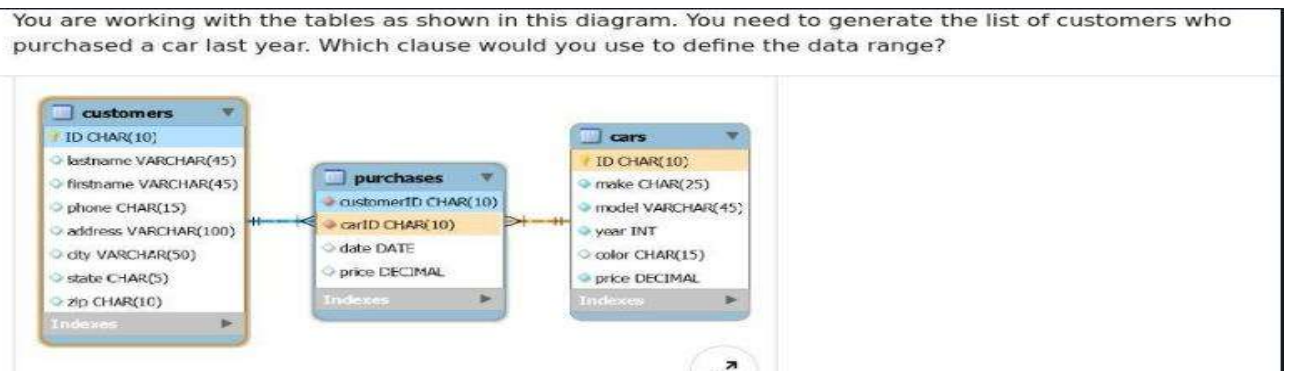 You are working with the tables as shown in this diagram. You need to generate the list of customers who
purchased a car last year. Which clause would you use to define the data range?
customers
ID CHAR(10)
lastname VARCHAR(45)
firstname VARCHAR(45)
phone CHAR(15)
address VARCHAR(100)
city VARCHAR(50)
state CHAR(5)
zip CHAR(10)
Indexes
purchases
customerID CHAR(10)
carID CHAR(10)
date DATE
price DECIMAL
Indexes
cars
ID CHAR(10)
make CHAR(25)
model VARCHAR(45)
year INT
color CHAR(15)
price DECIMAL
Indexes